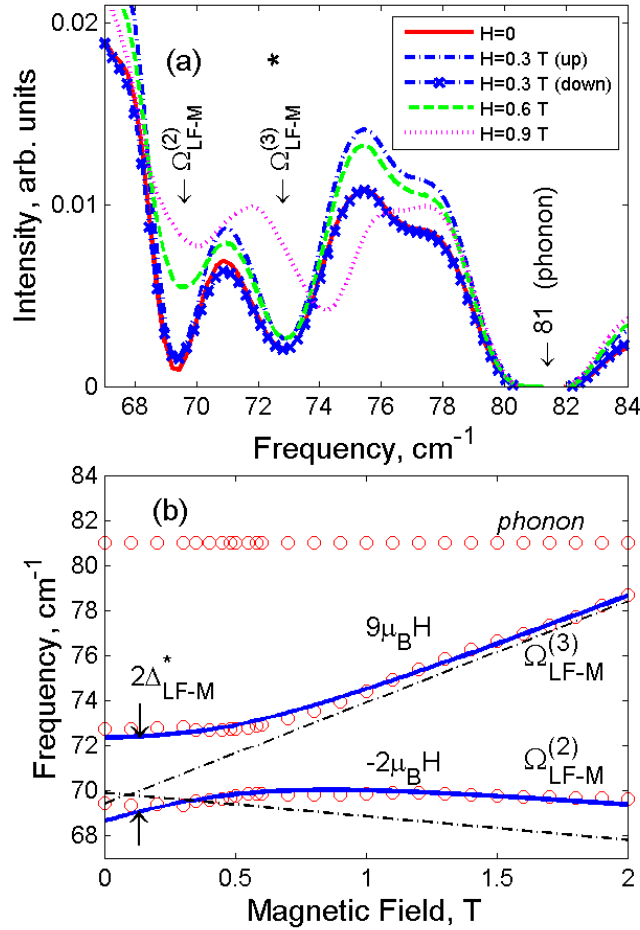 0.02
0.01
0
Intensity, arb. units
(a)
*
Ω(2)LF-M
Ω(3)LF-M
81 (phonon)
H=0
H=0.3 T (up)
H=0.3 T (down)
H=0.6 T
H=0.9 T
68 70 72 74 76 78 80 82 84
Frequency, cm-1
84
82
80
78
76
74
72
70
68
Frequency, cm-1
(b)
phonon
9μBH
Ω(3)LF-M
2Δ*LF-M
-2μBH
Ω(2)LF-M
0 0.5 1 1.5 2
Magnetic Field, T